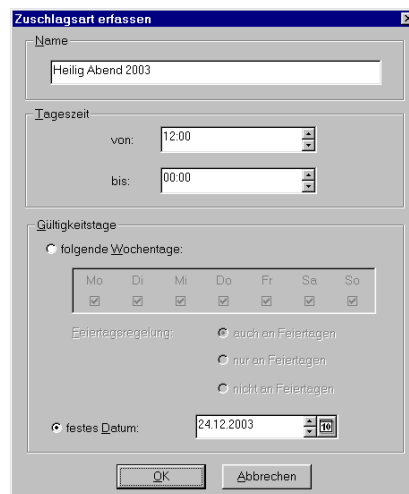 Zuschlagsart erfassen
Name
Heilig Abend 2003
Tageszeit
von: 12:00
bis: 00:00
Gültigkeitstage
folgende Wochentage:
Mo Di Mi Do Fr Sa So
Feiertagsregelung: auch an Feiertagen
nur an Feiertagen
nicht an Feiertagen
festes Datum: 24.12.2003 10
OK Abbrechen